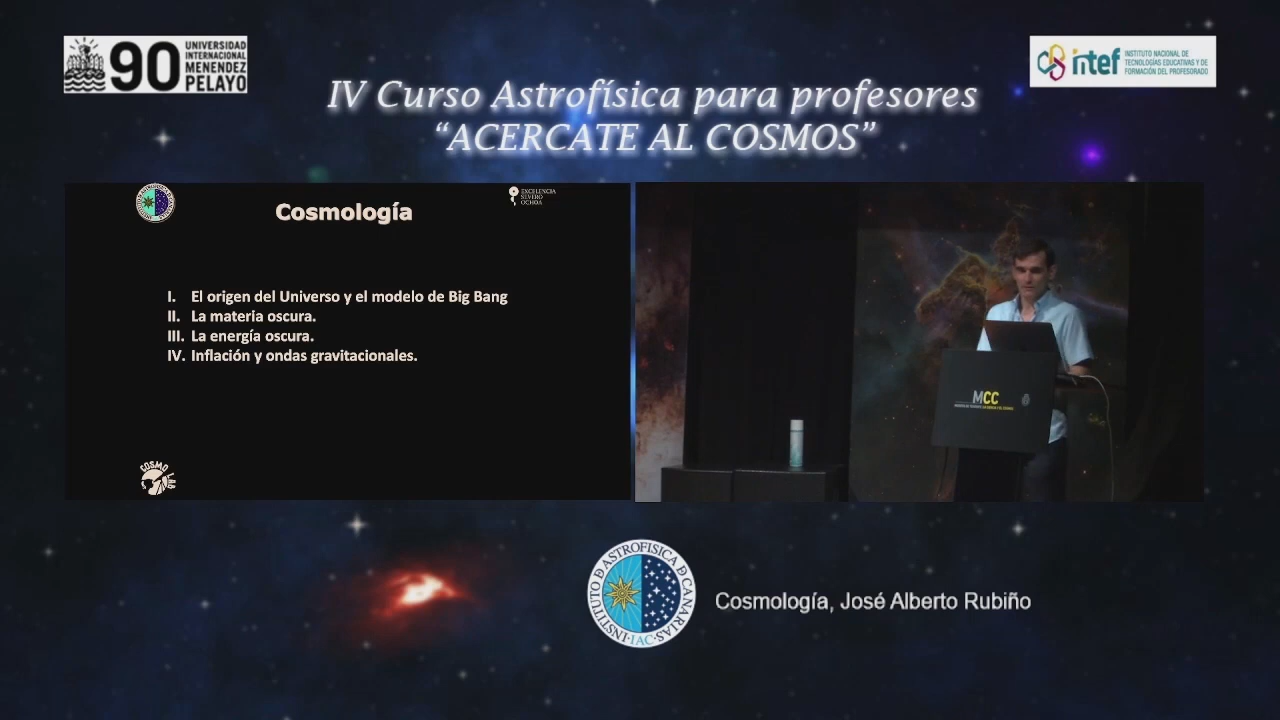 90
UNIVERSIDAD
INTERNACIONAL
MENENDEZ
PELAYO
intef
INSTITUTO NACIONAL DE
TECNOLOGÍAS EDUCATIVAS Y DE
FORMACIÓN DEL PROFESORADO
IV Curso Astrofísica para profesores
“ACERCATE AL COSMOS”
EXCELENCIA
SEVERO
OCHOA
Cosmología
I. El origen del Universo y el modelo de Big Bang
II. La materia oscura.
III. La energía oscura.
IV. Inflación y ondas gravitacionales.
COSMO LAB
MCC
INSTITUTO D ASTROFISICA D CANARIAS
·IAC·
Cosmología, José Alberto Rubiño